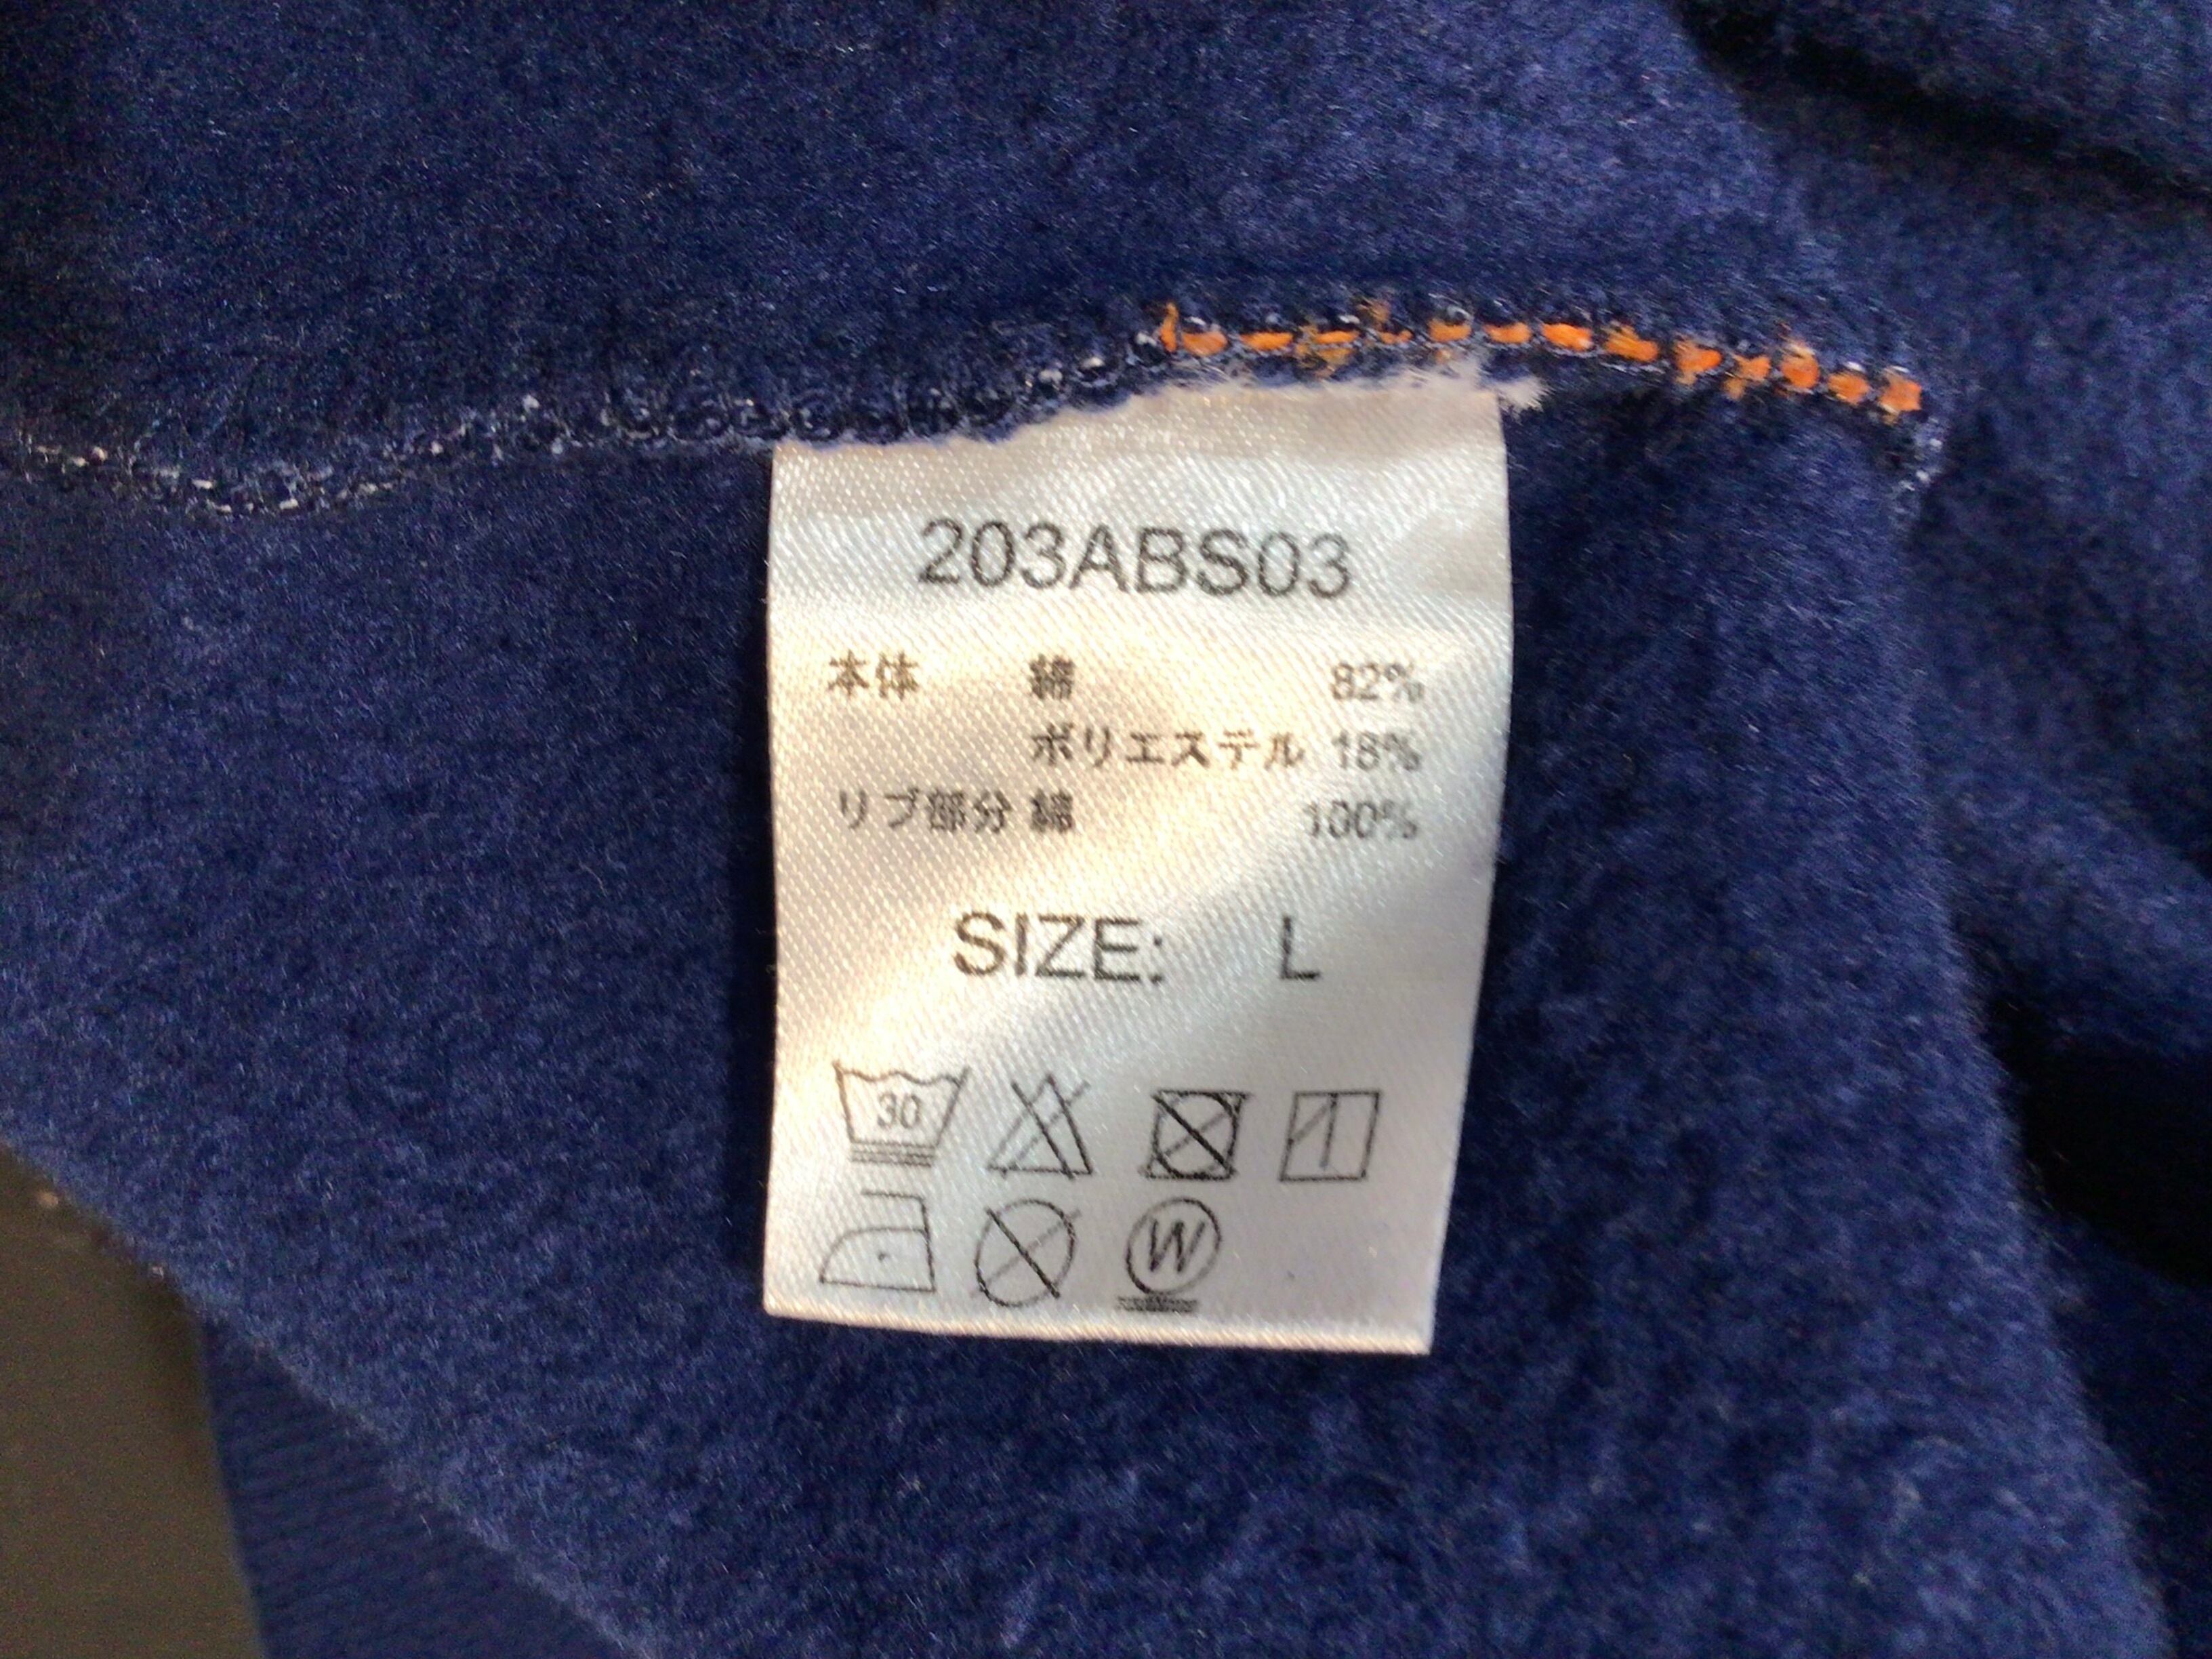 203ABS03
本体 綿 82%
ポリエステル 18%
リブ部分 綿 100%
SIZE: L
30
W